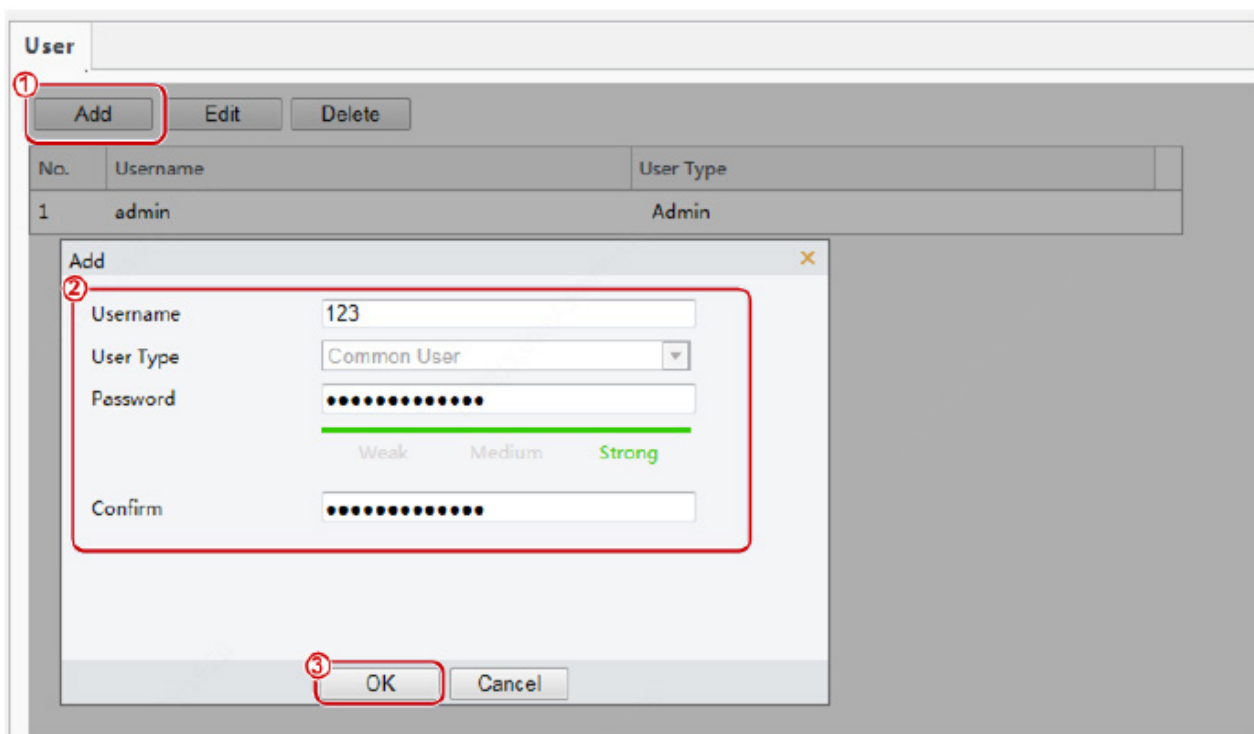 User
①
Add Edit Delete
No. Username User Type
1 admin Admin
Add
②
Username 123
User Type Common User
Password •••••••••••••
Weak Medium Strong
Confirm •••••••••••••
③
OK Cancel